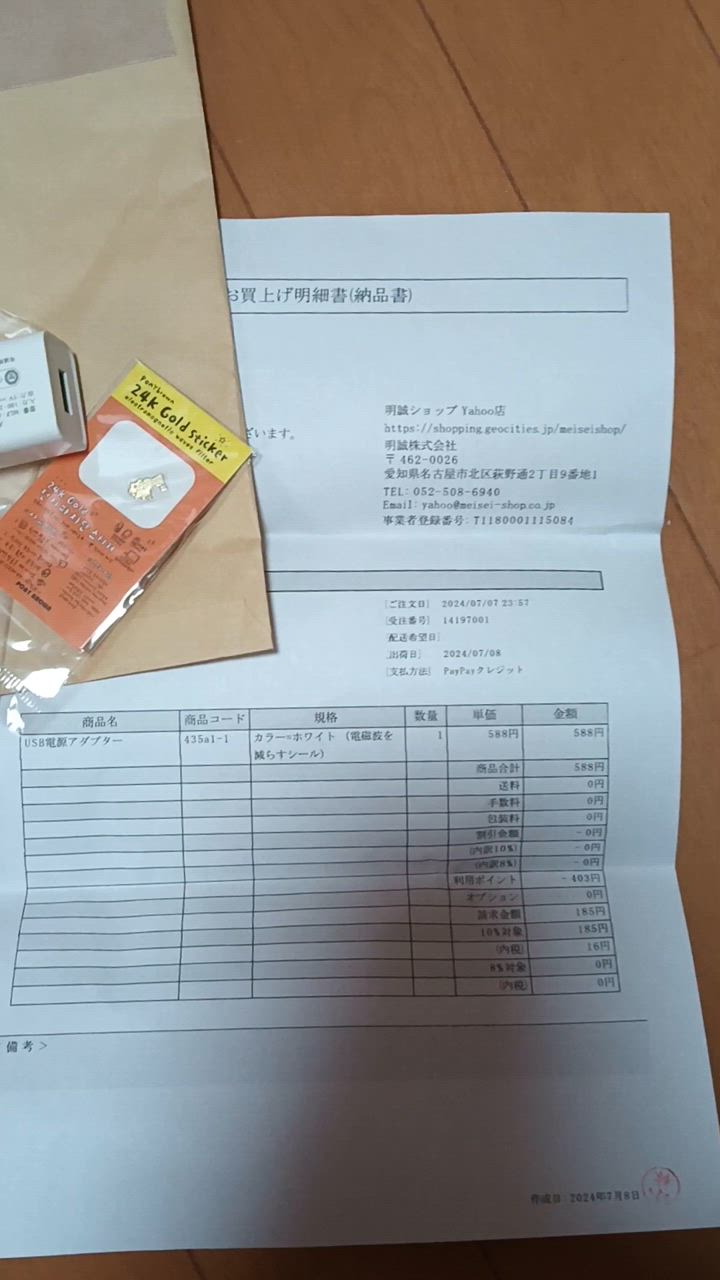 お買上げ明細書(納品書)
ざいます。
明誠ショップ Yahoo店
https://shopping.geocities.jp/meiseishop/
明誠株式会社
〒 462-0026
愛知県名古屋市北区萩野通2丁目9番地1
TEL: 052-508-6940
Email: yahoo@meisei-shop.co.jp
事業者登録番号: T1180001115084
PonyBrown
24K Gold Sticker
electromagnetic waves filter
24K Gold
PONY BROWN
[ご注文日] 2024/07/07 23:57
[受注番号] 14197001
[配送希望日]
[出荷日] 2024/07/08
[支払方法] PayPayクレジット
商品名 商品コード 規格 数量 単価 金額
USB電源アダプター 435a1-1 カラー=ホワイト (電磁波を 1 588円 588円
減らすシール)
商品合計 588円
送料 0円
手数料 0円
包装料 0円
割引金額 - 0円
(内訳10%) - 0円
(内訳8%) - 0円
利用ポイント - 403円
オプション 0円
請求金額 185円
10%対象 185円
(内税) 16円
8%対象 0円
(内税) 0円
備考 >
作成日:2024年7月8日